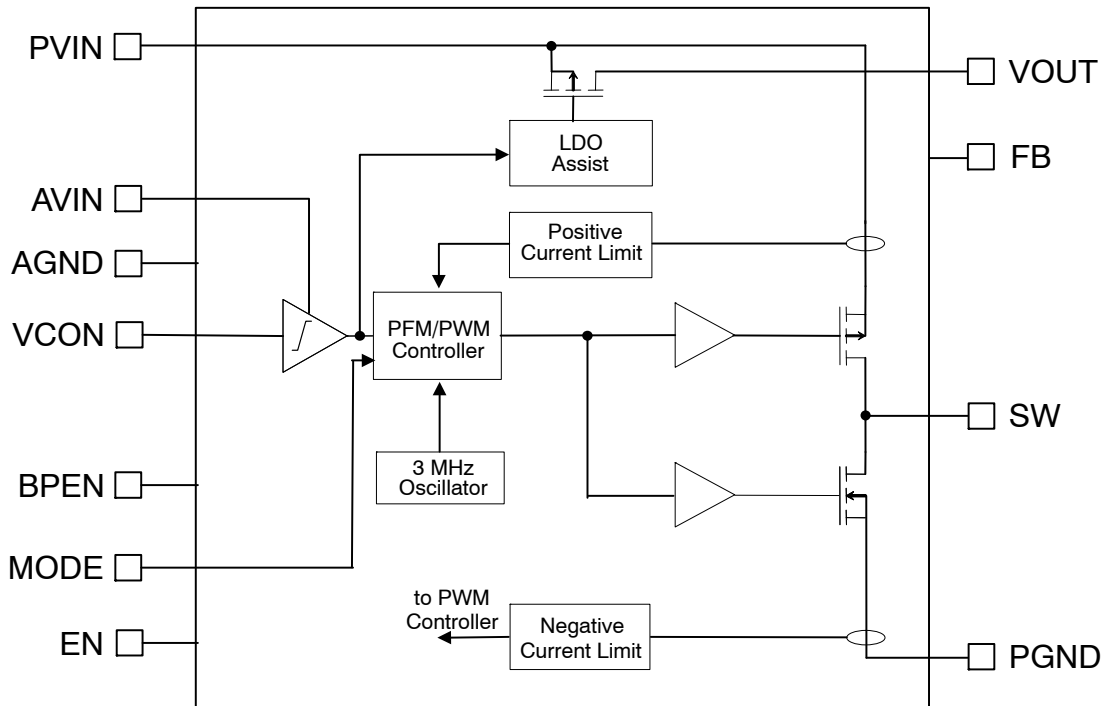 PVIN
VOUT
LDO
Assist
FB
AVIN
Positive
Current Limit
AGND
VCON
PFM/PWM
Controller
SW
3 MHz
Oscillator
BPEN
MODE
to PWM
Controller
Negative
Current Limit
EN
PGND